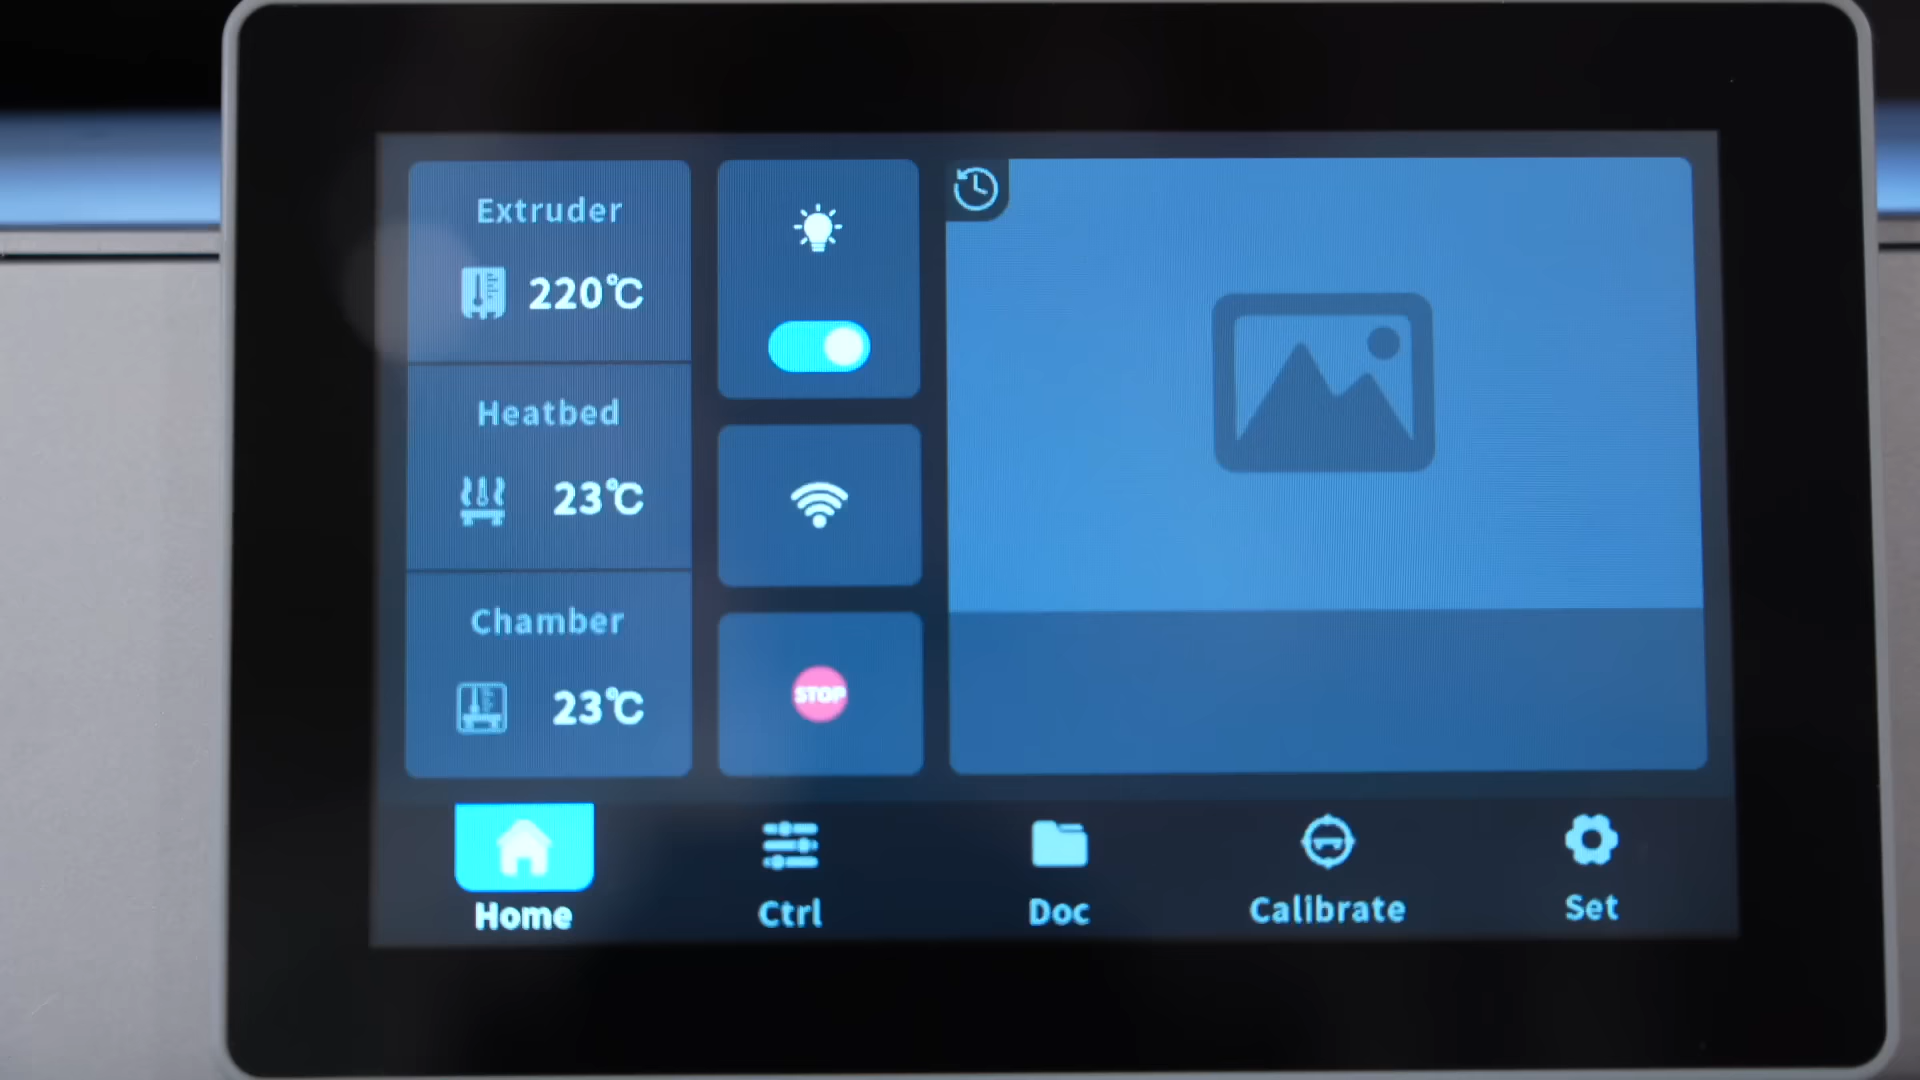 Extruder
220℃
Heatbed
23℃
Chamber
23℃
STOP
Home
Ctrl
Doc
Calibrate
Set